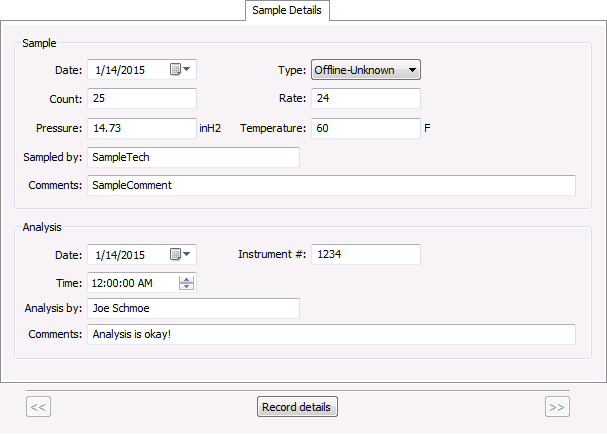 Sample Details
Sample
Date: 1/14/2015 Type: Offline-Unknown
Count: 25 Rate: 24
Pressure: 14.73 inH2 Temperature: 60 F
Sampled by: SampleTech
Comments: SampleComment
Analysis
Date: 1/14/2015 Instrument #: 1234
Time: 12:00:00 AM
Analysis by: Joe Schmoe
Comments: Analysis is okay!
<< Record details >>